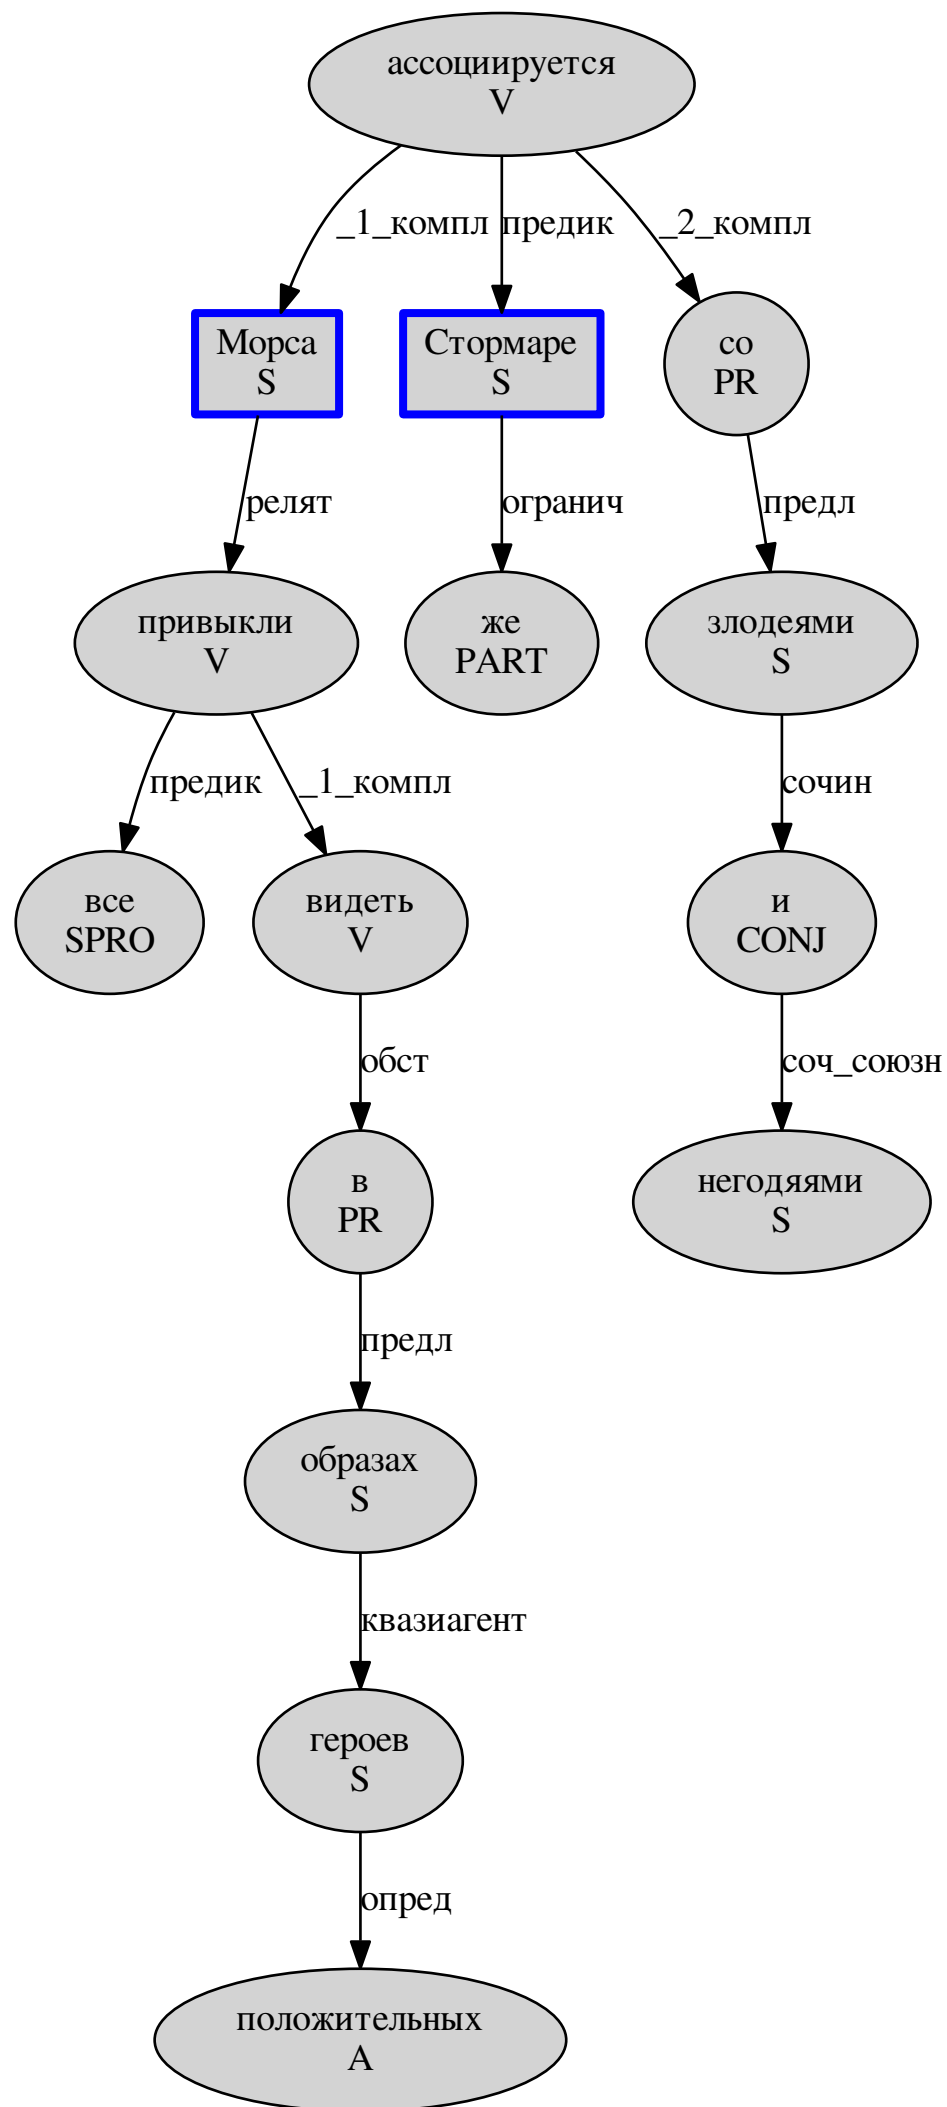 ассоциируется
V
_1_компл
предик
_2_компл
Морса
S
Стормаре
S
со
PR
релят
огранич
предл
привыкли
V
же
PART
злодеями
S
предик
_1_компл
сочин
все
SPRO
видеть
V
и
CONJ
обст
соч_союзн
в
PR
негодяями
S
предл
образах
S
квазиагент
героев
S
опред
положительных
A